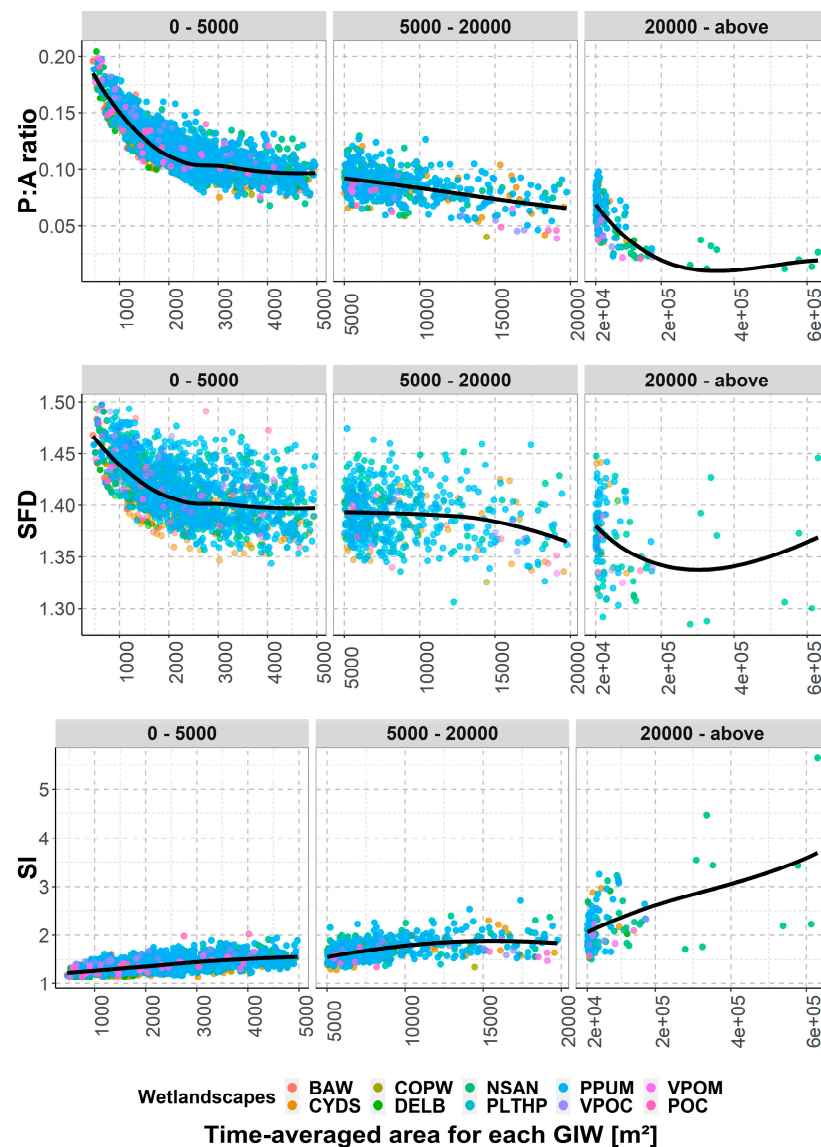 0 - 5000
5000 - 20000
20000 - above
P:A ratio
0.20
0.15
0.10
0.05
1000
2000
3000
4000
5000
5000
10000
15000
20000
2e+04
2e+05
4e+05
6e+05
0 - 5000
5000 - 20000
20000 - above
SFD
1.50
1.45
1.40
1.35
1.30
1000
2000
3000
4000
5000
5000
10000
15000
20000
2e+04
2e+05
4e+05
6e+05
0 - 5000
5000 - 20000
20000 - above
SI
5
4
3
2
1
1000
2000
3000
4000
5000
5000
10000
15000
20000
2e+04
2e+05
4e+05
6e+05
Wetlandscapes
BAW COPW NSAN PPUM VPOM
CYDS DELB PLTHP VPOC POC
Time-averaged area for each GIW [m²]